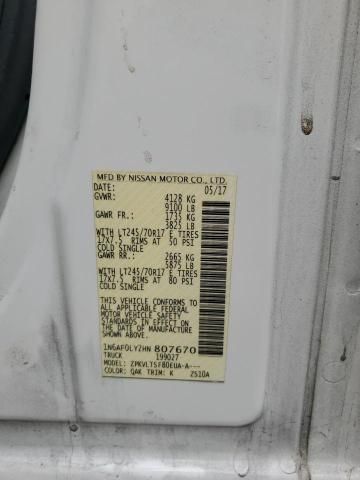 MFD BY NISSAN MOTOR CO., LTD.
DATE: 05/17
GVWR: 4128 KG
9100 LB
GAWR FR: 1735 KG
3825 LB
WITH LT245/70R17 E TIRES
17X7.5 RIMS AT 50 PSI
COLD SINGLE
GAWR RR: 2665 KG
5875 LB
WITH LT245/70R17 E TIRES
17X7.5 RIMS AT 80 PSI
COLD SINGLE
THIS VEHICLE CONFORMS TO
ALL APPLICABLE FEDERAL
MOTOR VEHICLE SAFETY
STANDARDS IN EFFECT ON
THE DATE OF MANUFACTURE
SHOWN ABOVE
1N6AF0LY2HN 807670
TRUCK 199027
MODEL: ZPKVLTSF80EUA-A---
COLOR: QAK TRIM: K ZS10A